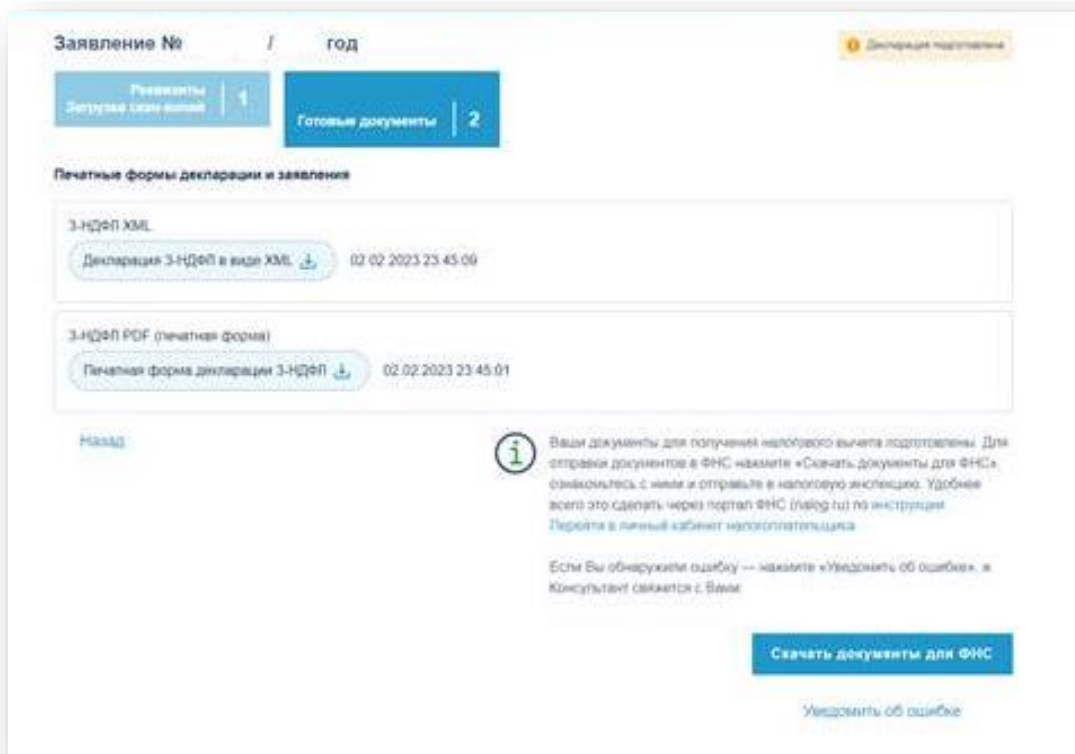 Заявление № / год
Декларация подготовлена
Реквизиты
Загрузка скан-копий 1
Готовые документы 2
Печатные формы декларации и заявления
3-НДФЛ XML
Декларация 3-НДФЛ в виде XML 02.02.2023 23:45:09
3-НДФЛ PDF (печатная форма)
Печатная форма декларации 3-НДФЛ 02.02.2023 23:45:01
Назад
Ваши документы для получения налогового вычета подготовлены. Для
отправки документов в ФНС нажмите «Скачать документы для ФНС»,
ознакомьтесь с ними и отправьте в налоговую инспекцию. Удобнее
всего это сделать через портал ФНС (nalog.ru) по инструкции.
Перейти в личный кабинет налогоплательщика
Если Вы обнаружили ошибку — нажмите «Уведомить об ошибке», и
Консультант свяжется с Вами
Скачать документы для ФНС
Уведомить об ошибке